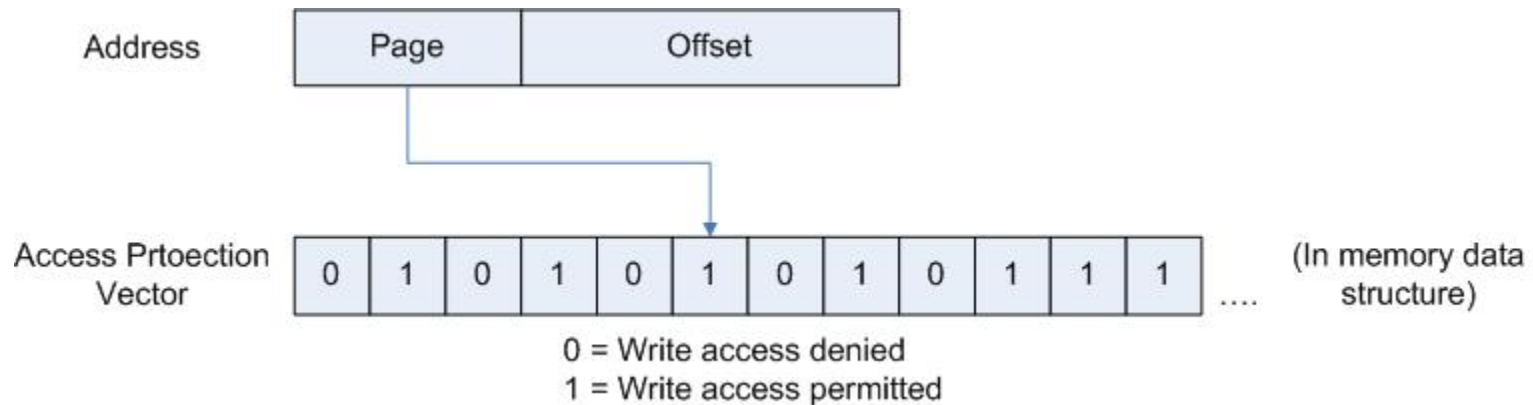 Address
Page
Offset
Access Prtoection
Vector
0 1 0 1 0 1 0 1 0 1 1 1 ....
(In memory data
structure)
0 = Write access denied
1 = Write access permitted